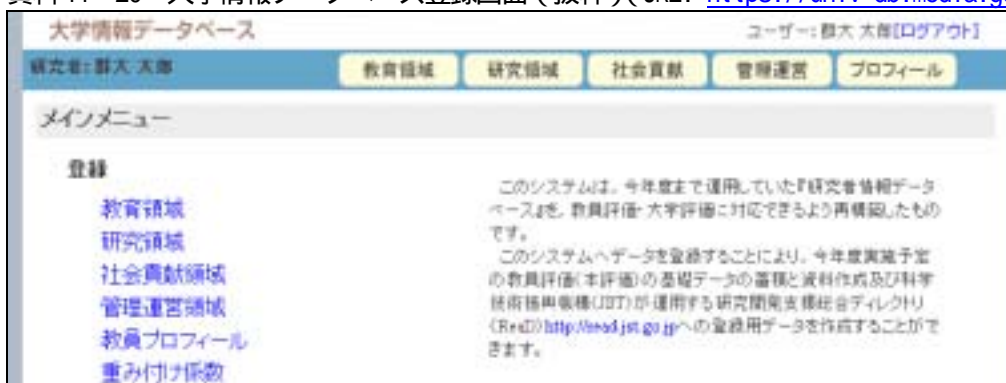 大学情報データベース
ユーザー: 群大 太郎[ログアウト]
研究者: 群大 太郎
教育領域
研究領域
社会貢献
管理運営
プロフィール
メインメニュー
登録
教育領域
研究領域
社会貢献領域
管理運営領域
教員プロフィール
重み付け係数
このシステムは、今年度まで運用していた『研究者情報データ
ベース』を、教員評価・大学評価に対応できるよう再構築したもの
です。
このシステムへデータを登録することにより、今年度実施予定
の教員評価(本評価)の基礎データの蓄積と資料作成及び科学
技術振興機構(JST)が運用する研究開発支援総合ディレクトリ
(ReaD)http://read.jst.go.jpへの登録用データを作成することがで
きます。